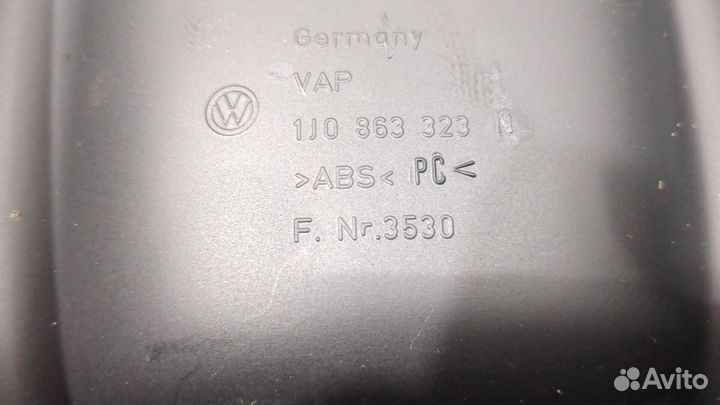 Germany
VAP
1J0 863 323 N
>ABS< PC<
F. Nr.3530
Avito